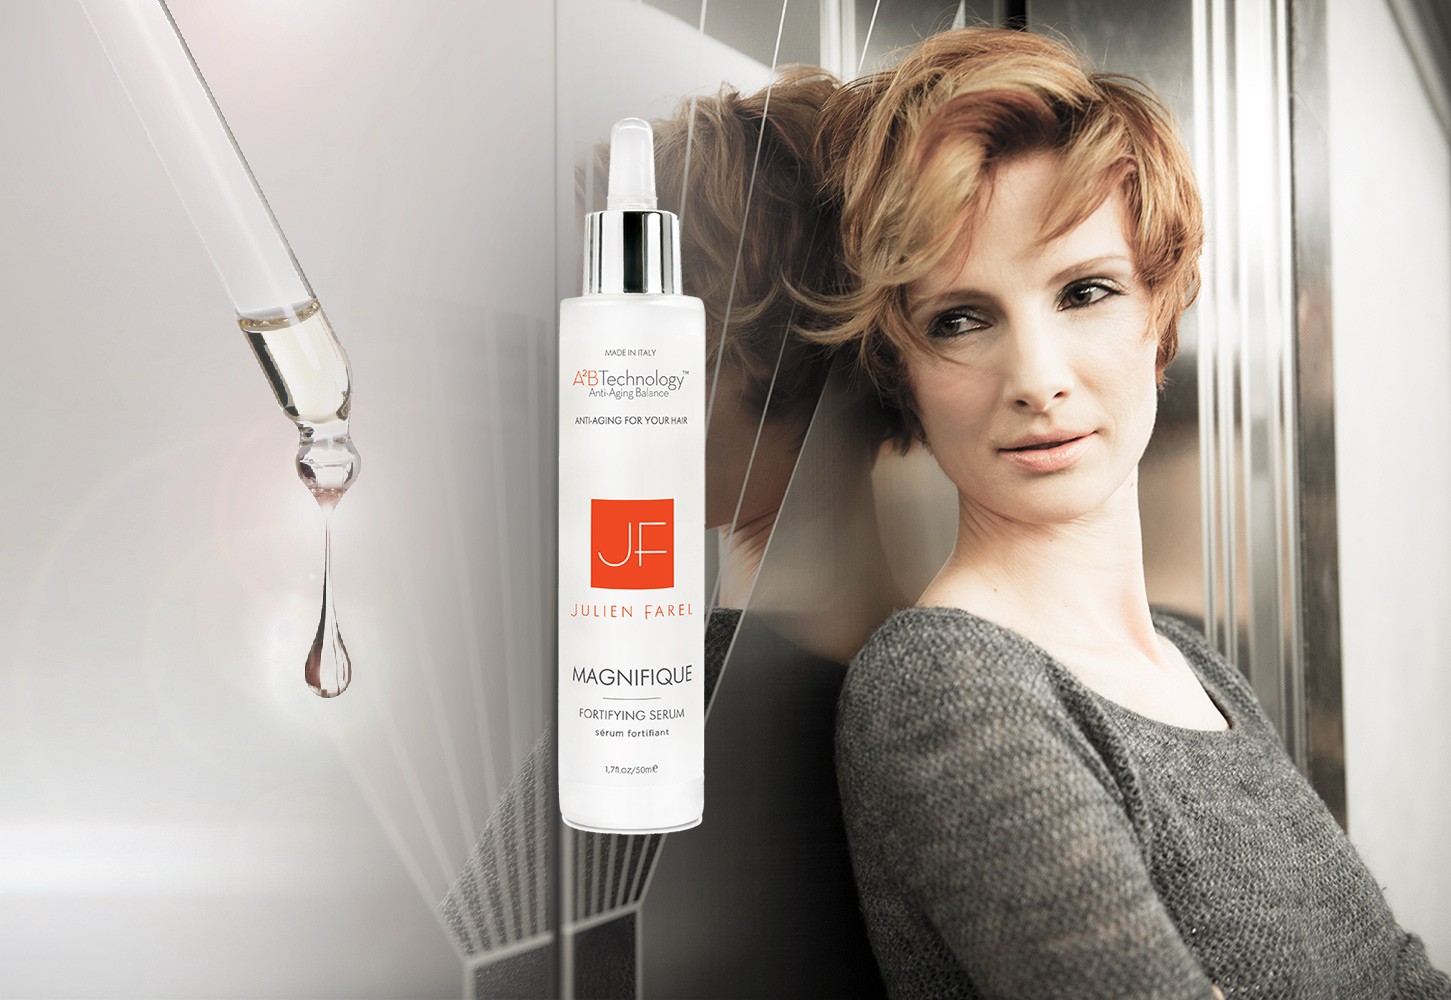 MADE IN ITALY
A²BTechnology™
Anti-Aging Balance
ANTI-AGING FOR YOUR HAIR
JF
JULIEN FAREL
MAGNIFIQUE
FORTIFYING SERUM
sérum fortifiant
1,7fl.oz/50ml℮